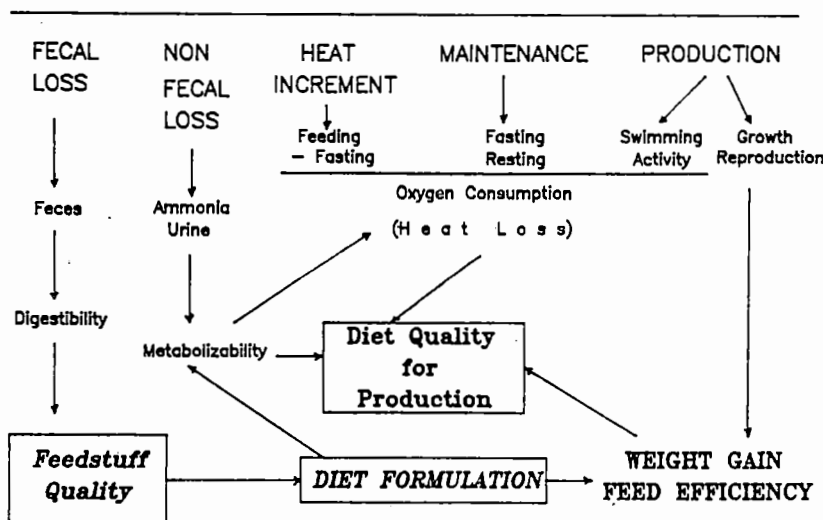 FECAL
LOSS
NON
FECAL
LOSS
HEAT
INCREMENT
MAINTENANCE
PRODUCTION
Feeding
– Fasting
Fasting
Resting
Swimming
Activity
Growth
Reproduction
Oxygen Consumption
(Heat Loss)
Feces
Ammonia
Urine
Digestibility
Metabolizability
Diet Quality
for
Production
Feedstuff
Quality
DIET FORMULATION
WEIGHT GAIN
FEED EFFICIENCY